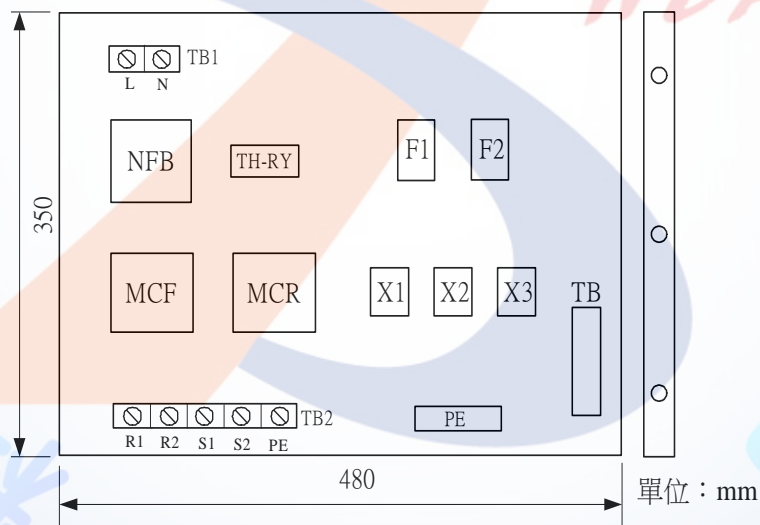 TB1
L N
NFB TH-RY F1 F2
350
MCF MCR X1 X2 X3 TB
TB2
R1 R2 S1 S2 PE
PE
480
單位：mm